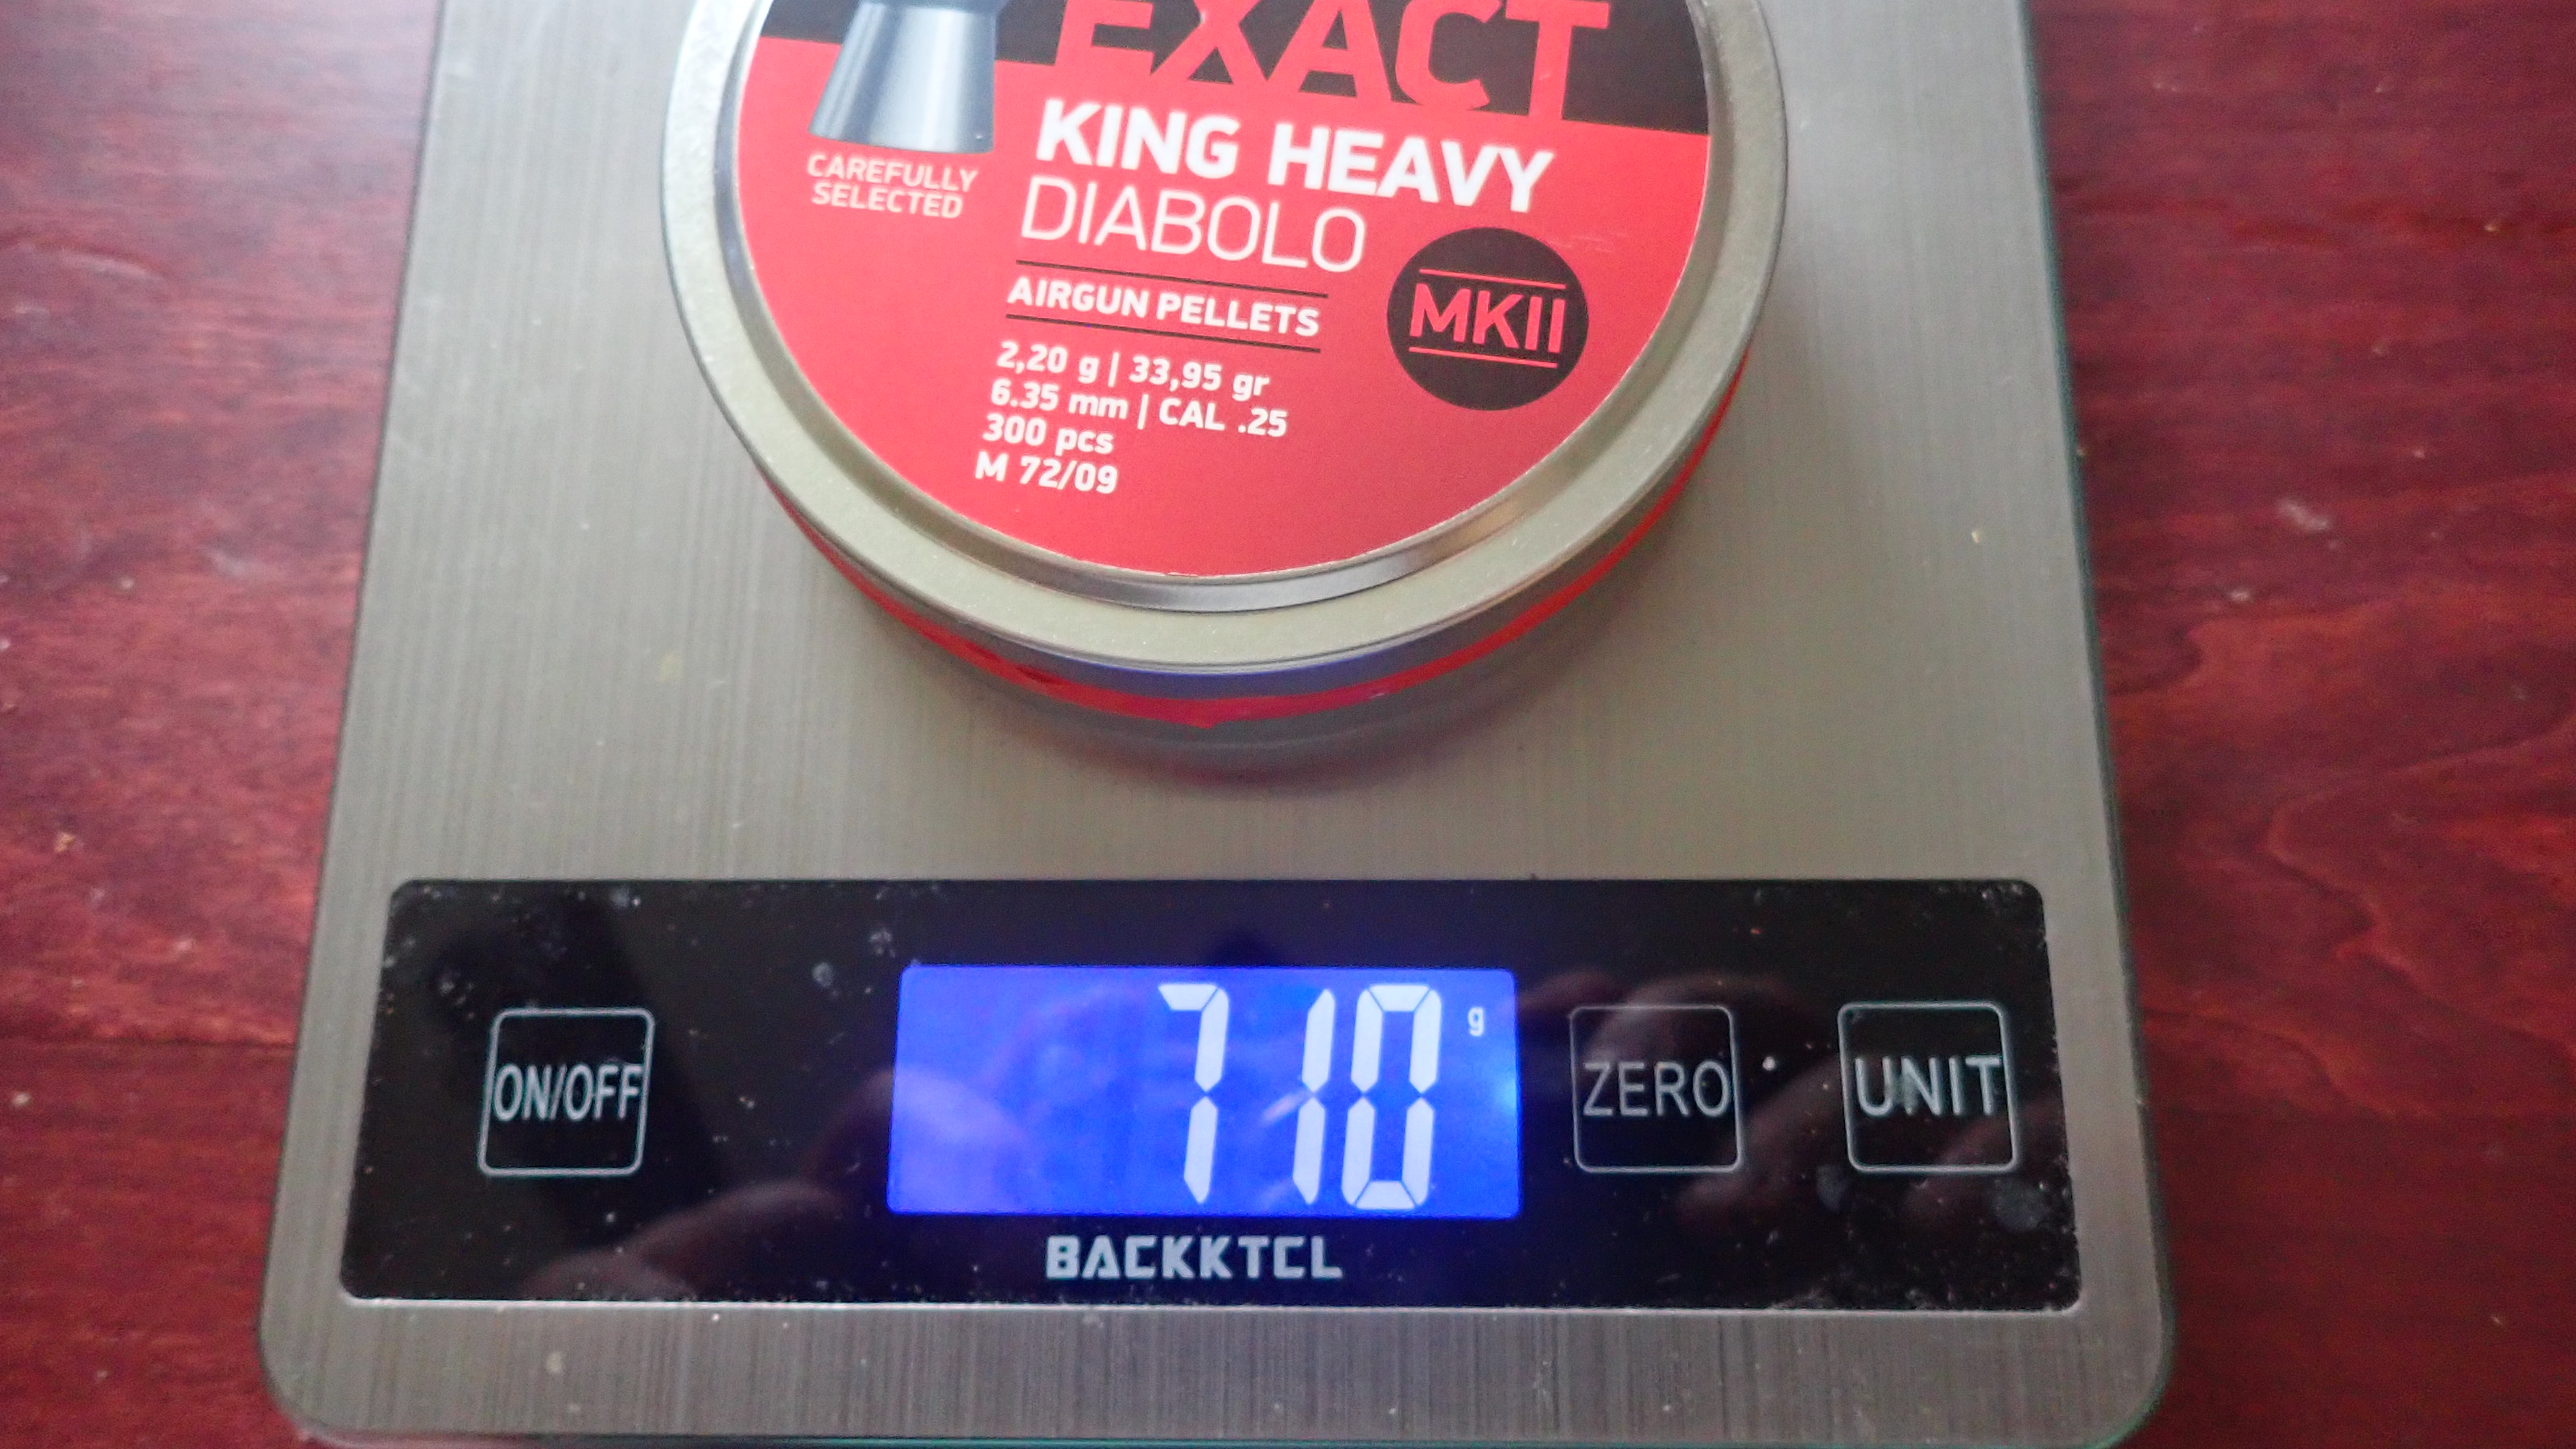 EXACT
KING HEAVY
DIABOLO
CAREFULLY
SELECTED
AIRGUN PELLETS
MKII
2,20 g | 33,95 gr
6.35 mm | CAL .25
300 pcs
M 72/09
710 g
ON/OFF
ZERO
UNIT
BACKKTCL